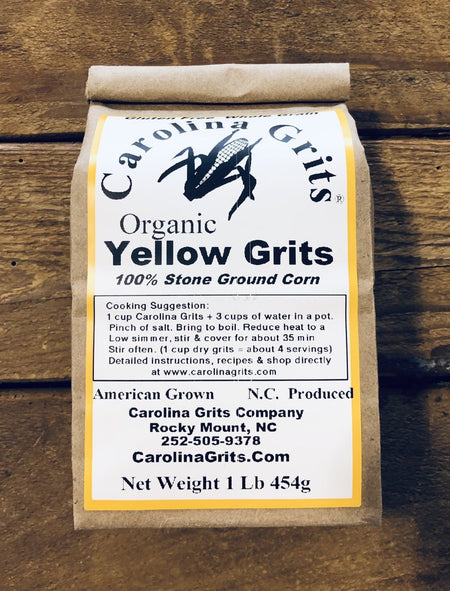 Carolina Grits
Organic
Yellow Grits
100% Stone Ground Corn
Cooking Suggestion:
1 cup Carolina Grits + 3 cups of water in a pot.
Pinch of salt. Bring to boil. Reduce heat to a
Low simmer, stir & cover for about 35 min
Stir often. (1 cup dry grits = about 4 servings)
Detailed instructions, recipes & shop directly
at www.carolinagrits.com
American Grown N.C. Produced
Carolina Grits Company
Rocky Mount, NC
252-505-9378
CarolinaGrits.Com
Net Weight 1 Lb 454g